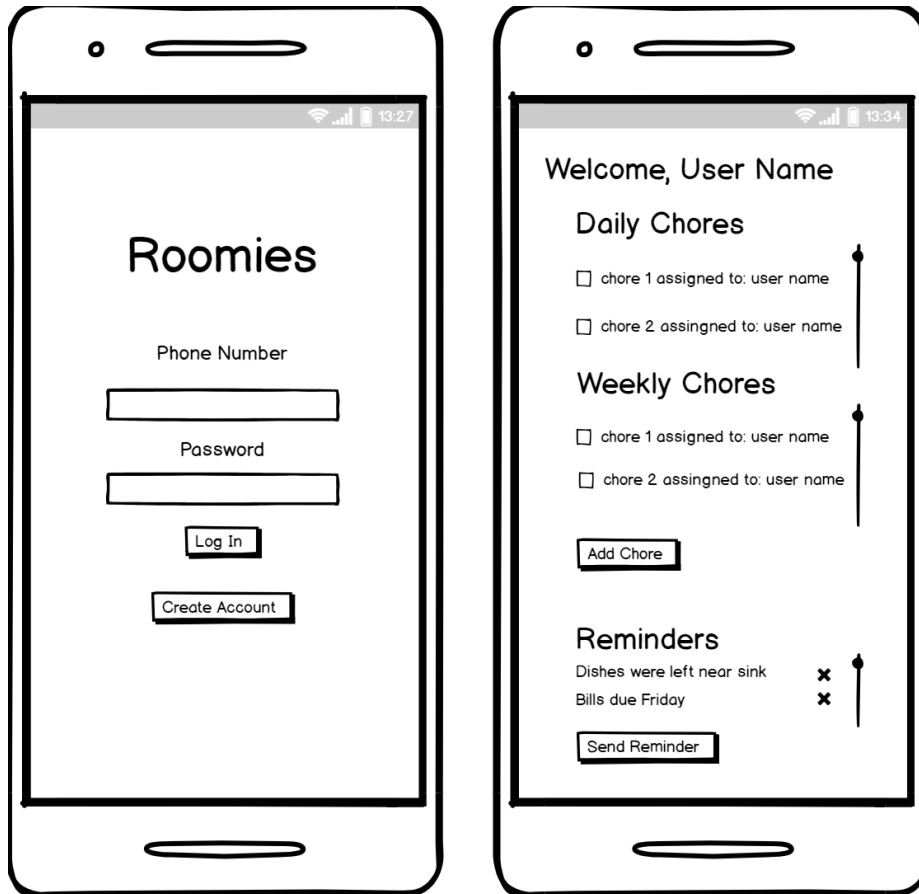 13:27
Roomies
Phone Number
Password
Log In
Create Account
13:34
Welcome, User Name
Daily Chores
chore 1 assigned to: user name
chore 2 assingned to: user name
Weekly Chores
chore 1 assigned to: user name
chore 2 assingned to: user name
Add Chore
Reminders
Dishes were left near sink
Bills due Friday
Send Reminder